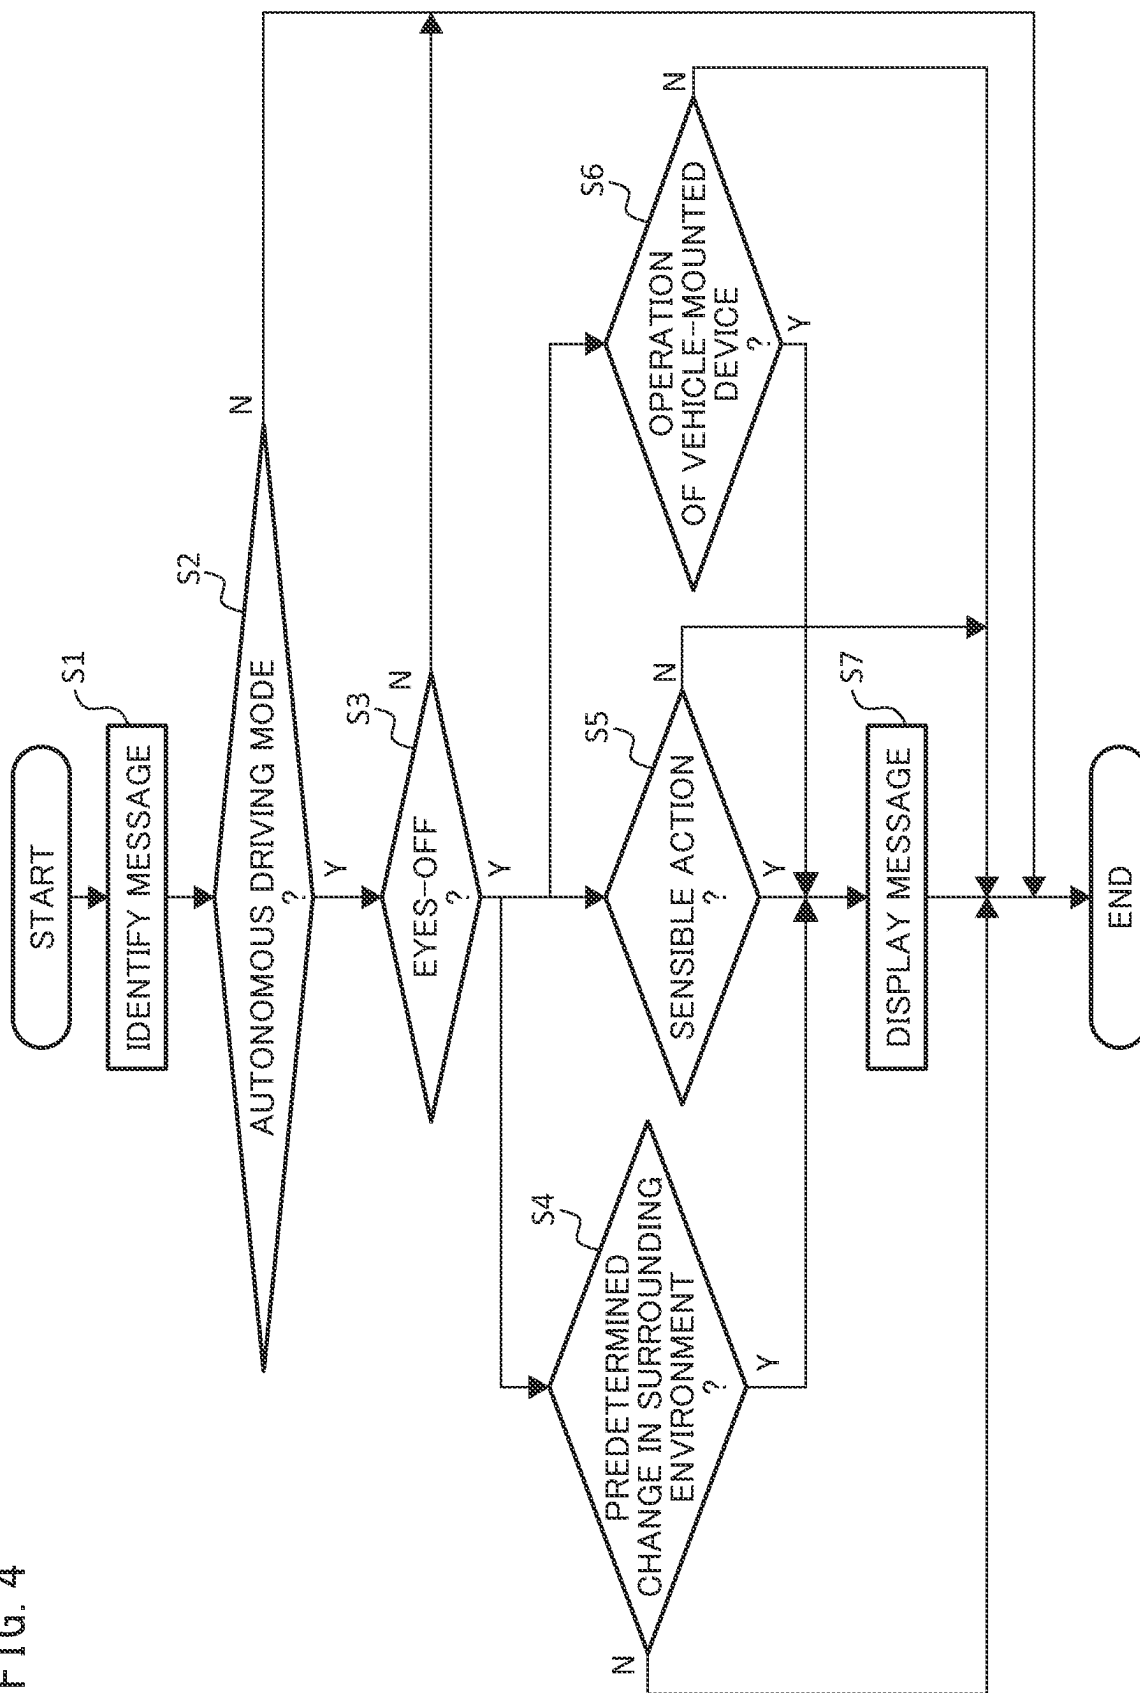 FIG. 4
START
S1
IDENTIFY MESSAGE
S2
AUTONOMOUS DRIVING MODE
?
N
Y
S3
EYES-OFF
?
N
Y
S4
PREDETERMINED
CHANGE IN SURROUNDING
ENVIRONMENT
?
N
Y
S5
SENSIBLE ACTION
?
N
Y
S6
OPERATION
OF VEHICLE-MOUNTED
DEVICE
?
N
Y
S7
DISPLAY MESSAGE
END